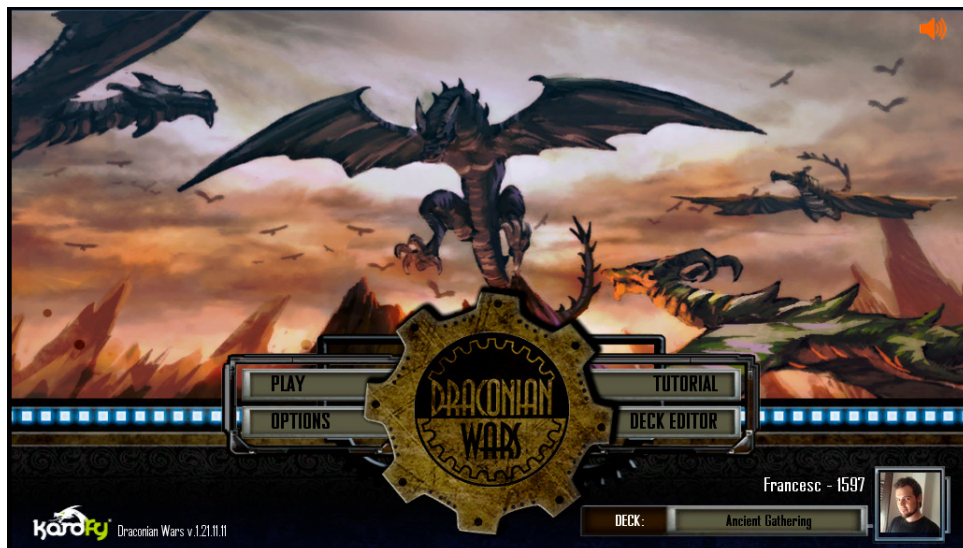 PLAY
TUTORIAL
OPTIONS
DECK EDITOR
DRACONIAN
WARS
Francesc - 1597
DECK:
Ancient Gathering
Kardfy
Draconian Wars v.1.21.11.11